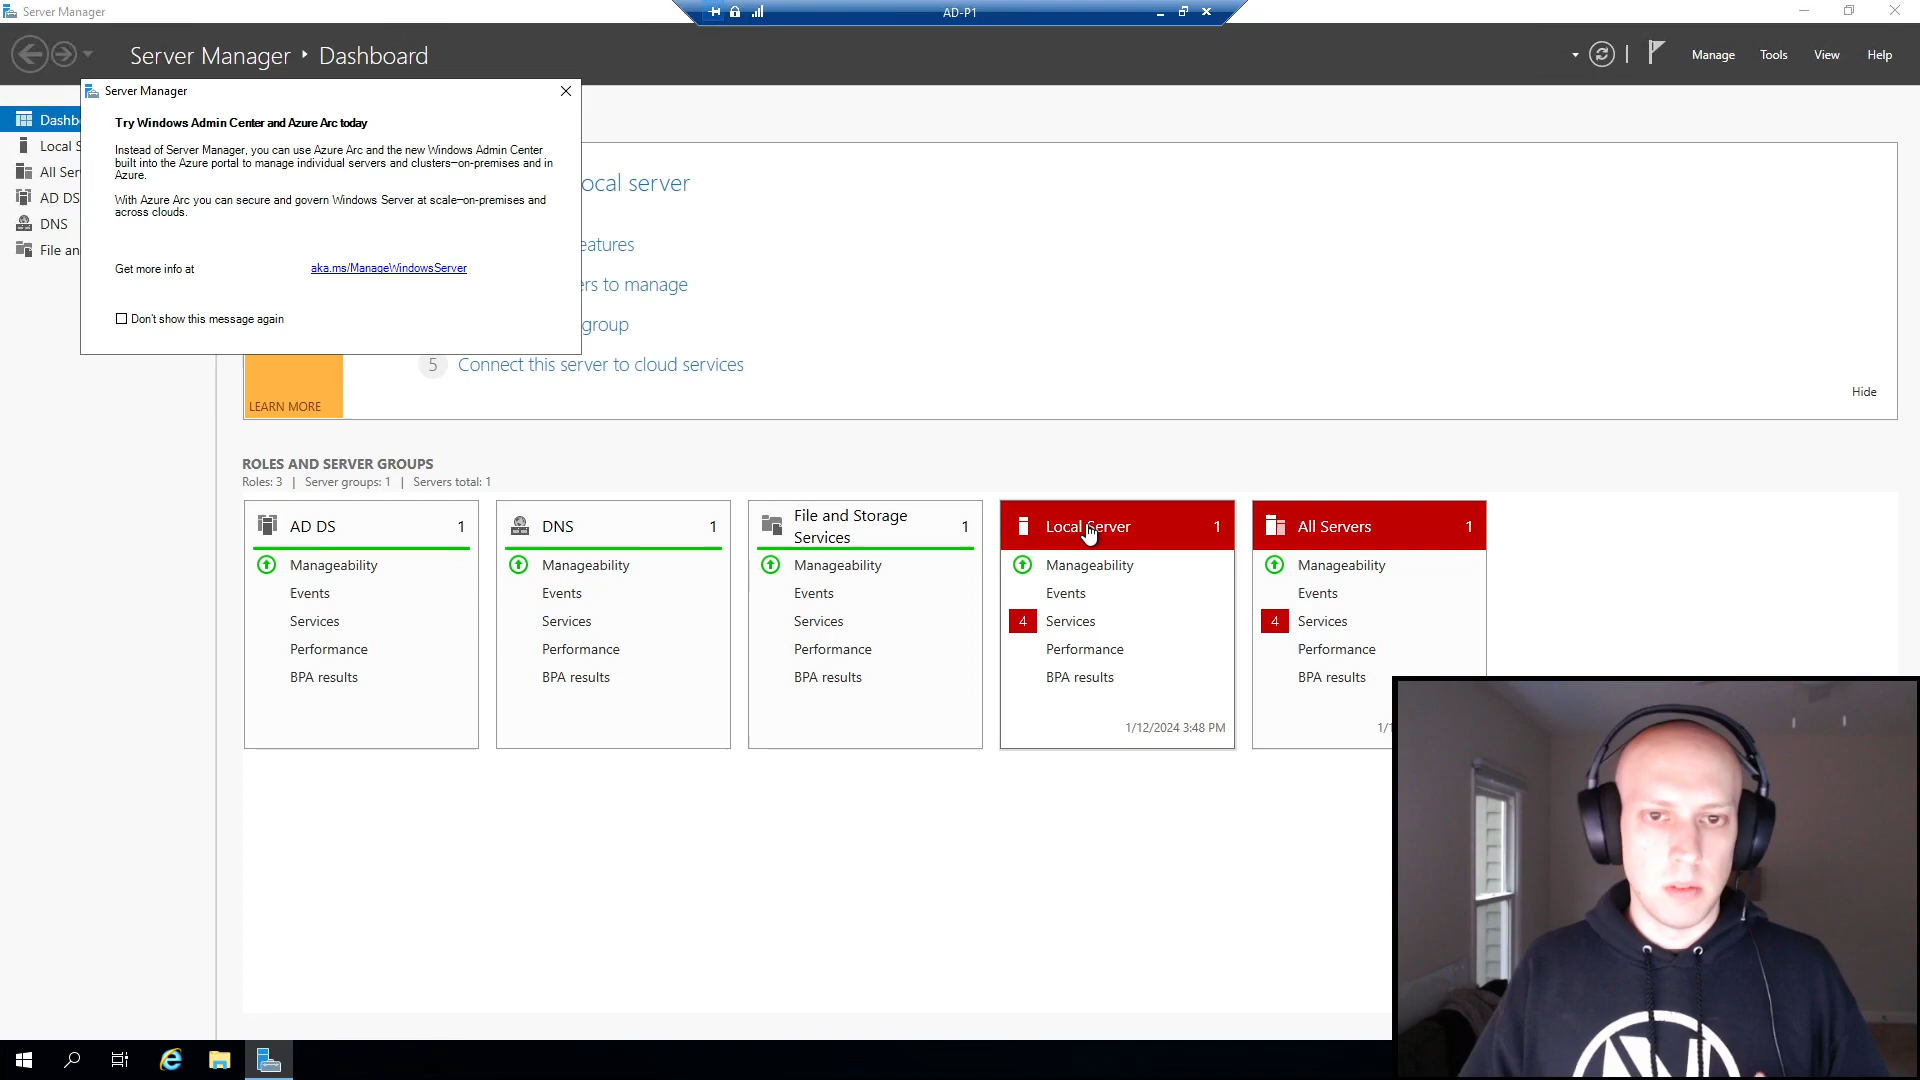 Server Manager
AD-P1
Server Manager • Dashboard
Manage
Tools
View
Help
Server Manager
Try Windows Admin Center and Azure Arc today
Instead of Server Manager, you can use Azure Arc and the new Windows Admin Center
built into the Azure portal to manage individual servers and clusters—on-premises and in
Azure.
With Azure Arc you can secure and govern Windows Server at scale—on-premises and
across clouds.
Get more info at
aka.ms/ManageWindowsServer
Don't show this message again
Dashb
Local S
All Ser
AD DS
DNS
File an
ocal server
eatures
ers to manage
group
5 Connect this server to cloud services
LEARN MORE
Hide
ROLES AND SERVER GROUPS
Roles: 3 | Server groups: 1 | Servers total: 1
AD DS 1
Manageability
Events
Services
Performance
BPA results
DNS 1
Manageability
Events
Services
Performance
BPA results
File and Storage
Services 1
Manageability
Events
Services
Performance
BPA results
Local Server 1
Manageability
Events
4 Services
Performance
BPA results
1/12/2024 3:48 PM
All Servers 1
Manageability
Events
4 Services
Performance
BPA results
1/1